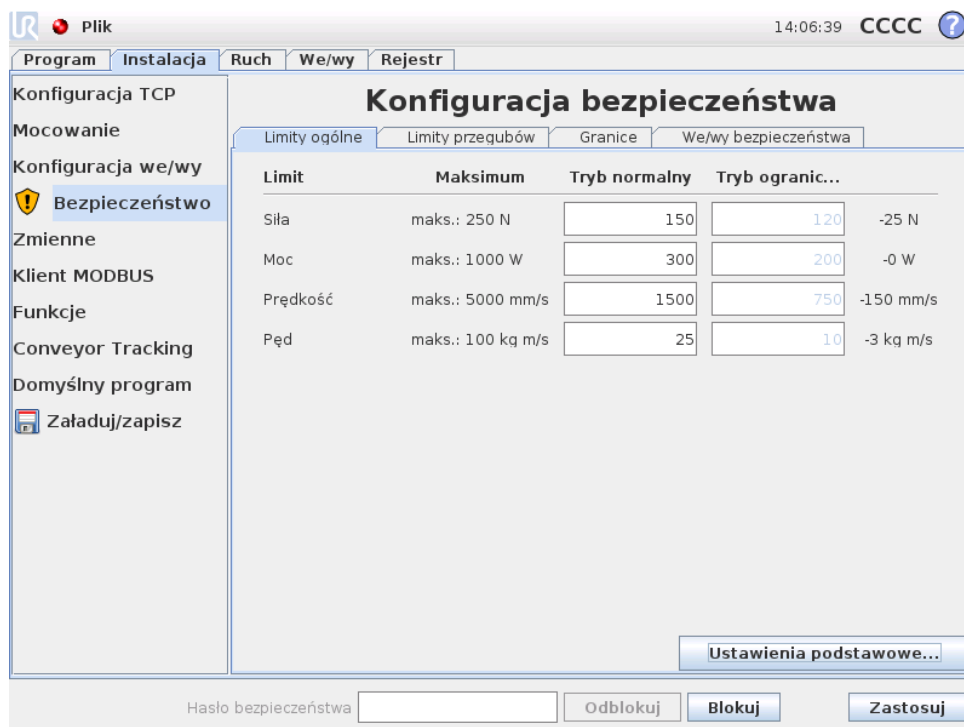 UR Plik 14:06:39 CCCC ?
Program Instalacja Ruch We/wy Rejestr
Konfiguracja TCP
Mocowanie
Konfiguracja we/wy
Bezpieczeństwo
Zmienne
Klient MODBUS
Funkcje
Conveyor Tracking
Domyślny program
Załaduj/zapisz
Konfiguracja bezpieczeństwa
Limity ogólne Limity przegubów Granice We/wy bezpieczeństwa
Limit Maksimum Tryb normalny Tryb ogranic...
Siła maks.: 250 N 150 120 -25 N
Moc maks.: 1000 W 300 200 -0 W
Prędkość maks.: 5000 mm/s 1500 750 -150 mm/s
Pęd maks.: 100 kg m/s 25 10 -3 kg m/s
Ustawienia podstawowe...
Hasło bezpieczeństwa Odblokuj Blokuj Zastosuj